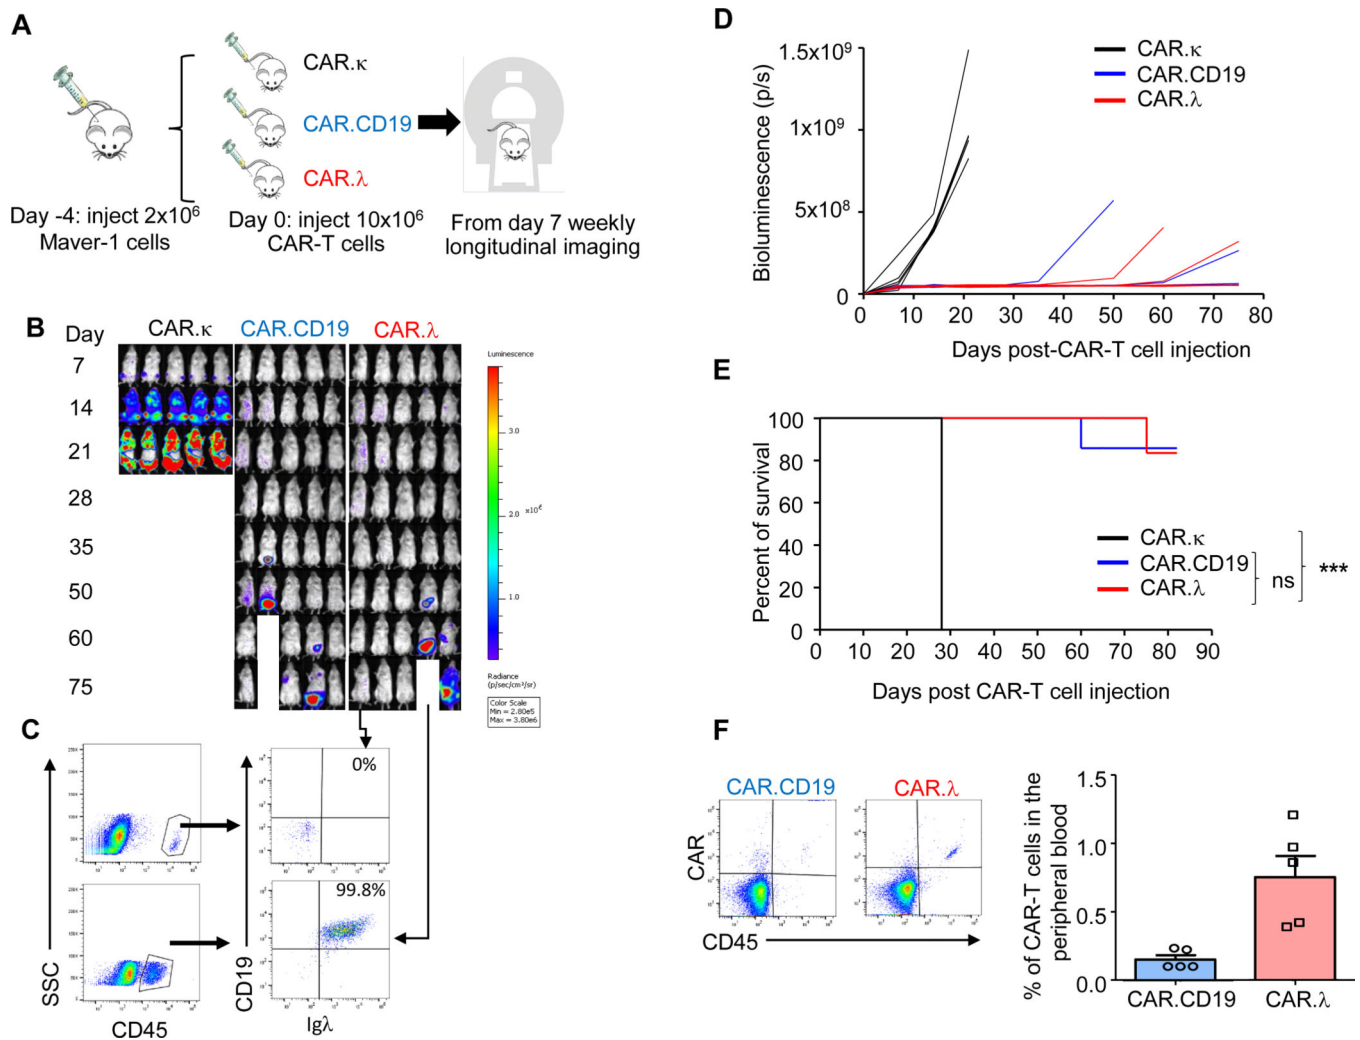 A
CAR.κ
CAR.CD19
CAR.λ
Day -4: inject 2x10⁶
Maver-1 cells
Day 0: inject 10x10⁶
CAR-T cells
From day 7 weekly
longitudinal imaging
B
Day
CAR.κ
CAR.CD19
CAR.λ
7
14
21
28
35
50
60
75
Luminescence
3.0
2.0
x10⁶
1.0
Radiance
(p/sec/cm²/sr)
Color Scale
Min = 2.80e5
Max = 3.80e6
C
SSC
CD45
CD19
Igλ
0%
99.8%
D
Bioluminescence (p/s)
1.5x10⁹
1x10⁹
5x10⁸
0
0 10 20 30 40 50 60 70 80
Days post-CAR-T cell injection
CAR.κ
CAR.CD19
CAR.λ
E
Percent of survival
100
80
60
40
20
0
0 10 20 30 40 50 60 70 80 90
Days post CAR-T cell injection
CAR.κ
CAR.CD19
CAR.λ
ns
***
F
CAR.CD19
CAR.λ
CAR
CD45
% of CAR-T cells in the
peripheral blood
1.5
1.0
0.5
0.0
CAR.CD19
CAR.λ